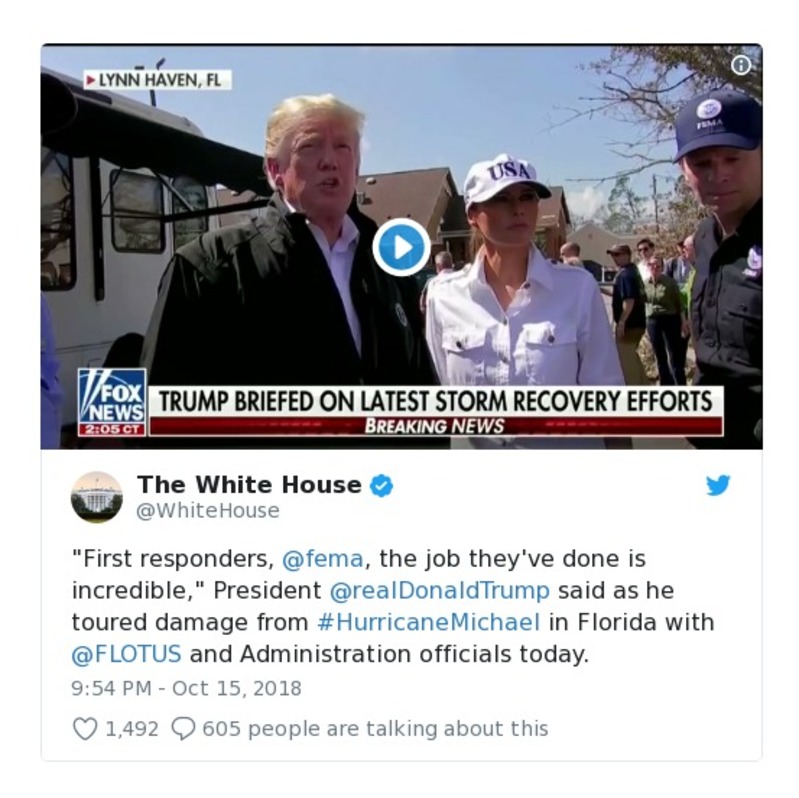 LYNN HAVEN, FL
USA
FEMA
FOX
NEWS
2:05 CT
TRUMP BRIEFED ON LATEST STORM RECOVERY EFFORTS
BREAKING NEWS
The White House
@WhiteHouse
"First responders, @fema, the job they've done is
incredible," President @realDonaldTrump said as he
toured damage from #HurricaneMichael in Florida with
@FLOTUS and Administration officials today.
9:54 PM - Oct 15, 2018
1,492 605 people are talking about this